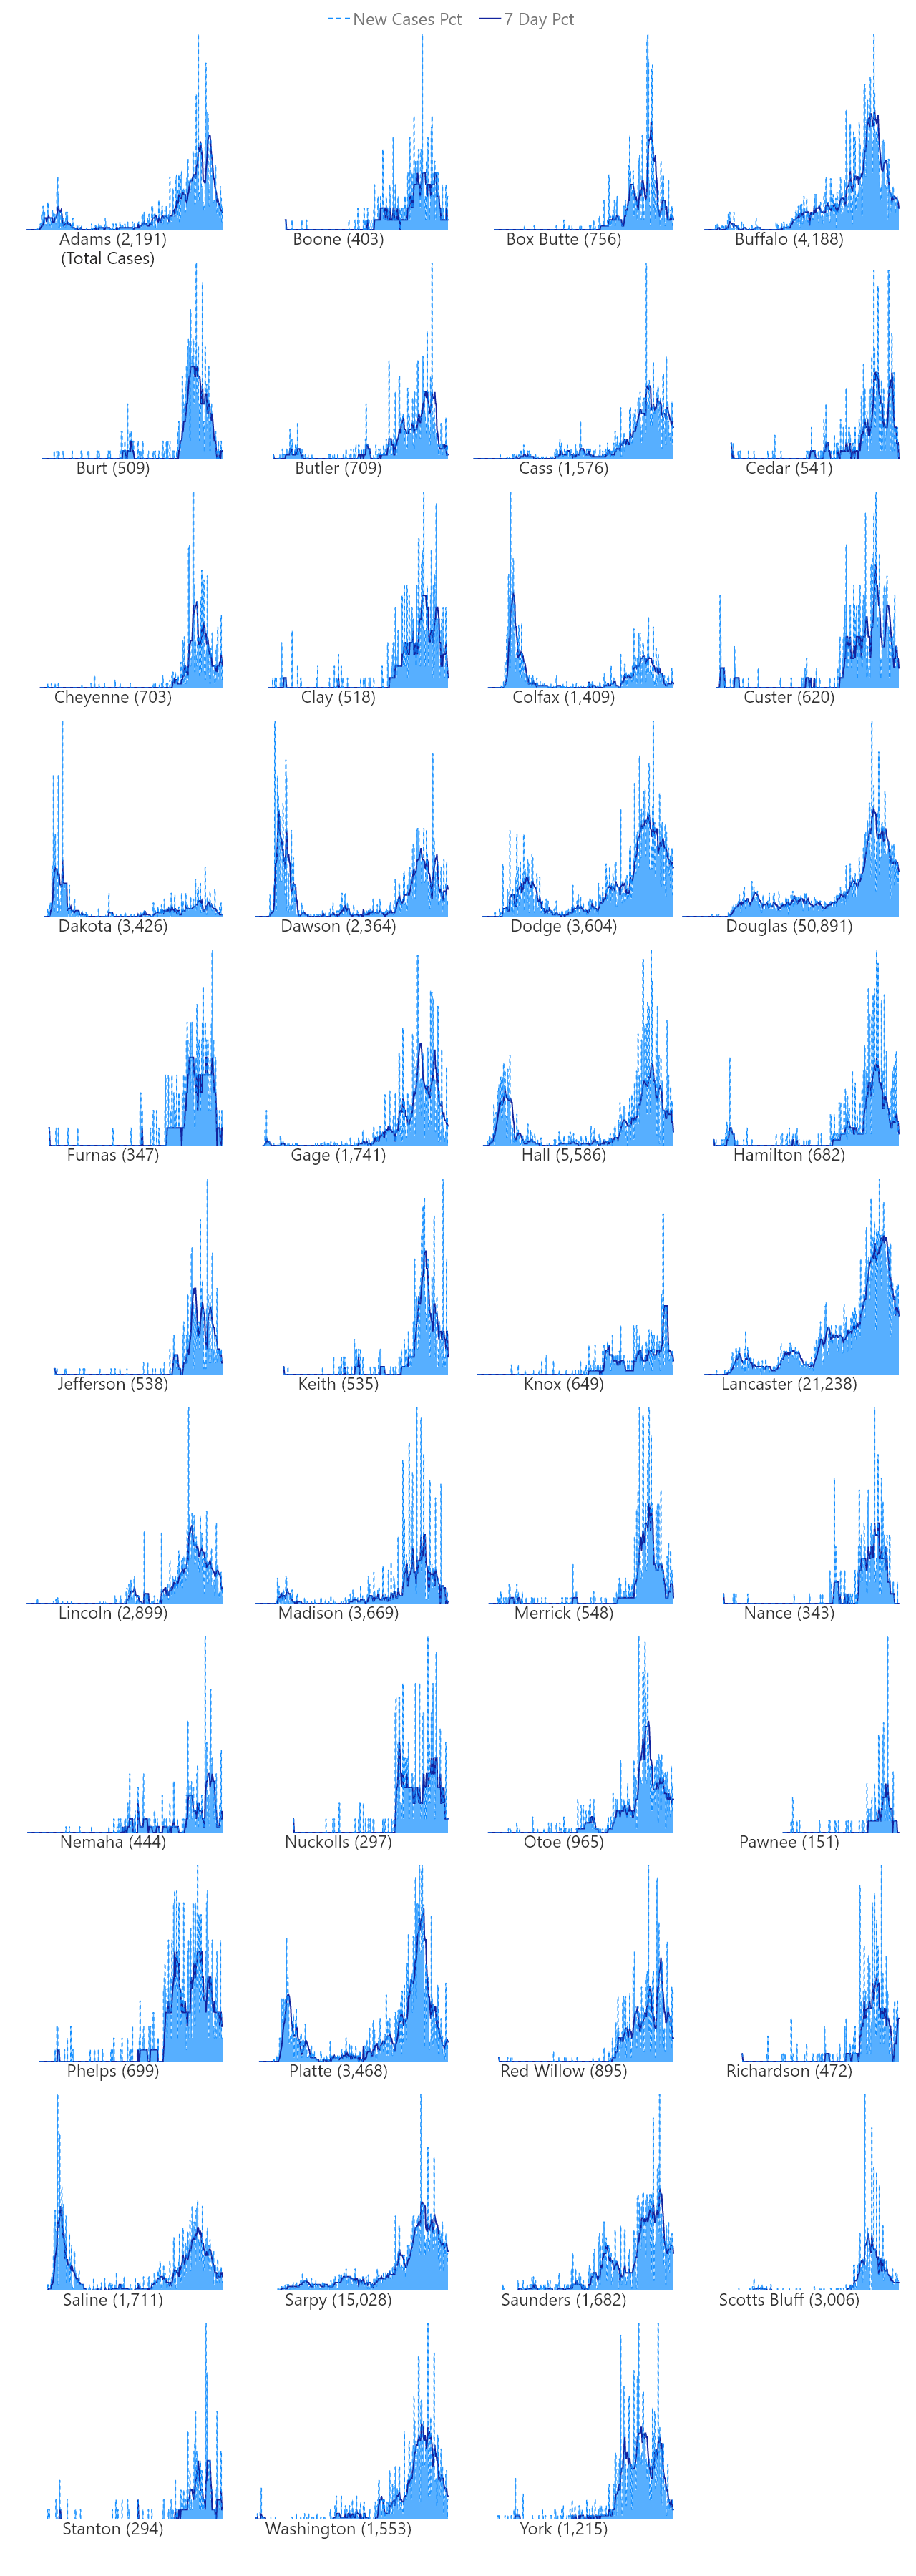 New Cases Pct 7 Day Pct
Adams (2,191) Boone (403) Box Butte (756) Buffalo (4,188)
(Total Cases)
Burt (509) Butler (709) Cass (1,576) Cedar (541)
Cheyenne (703) Clay (518) Colfax (1,409) Custer (620)
Dakota (3,426) Dawson (2,364) Dodge (3,604) Douglas (50,891)
Furnas (347) Gage (1,741) Hall (5,586) Hamilton (682)
Jefferson (538) Keith (535) Knox (649) Lancaster (21,238)
Lincoln (2,899) Madison (3,669) Merrick (548) Nance (343)
Nemaha (444) Nuckolls (297) Otoe (965) Pawnee (151)
Phelps (699) Platte (3,468) Red Willow (895) Richardson (472)
Saline (1,711) Sarpy (15,028) Saunders (1,682) Scotts Bluff (3,006)
Stanton (294) Washington (1,553) York (1,215)